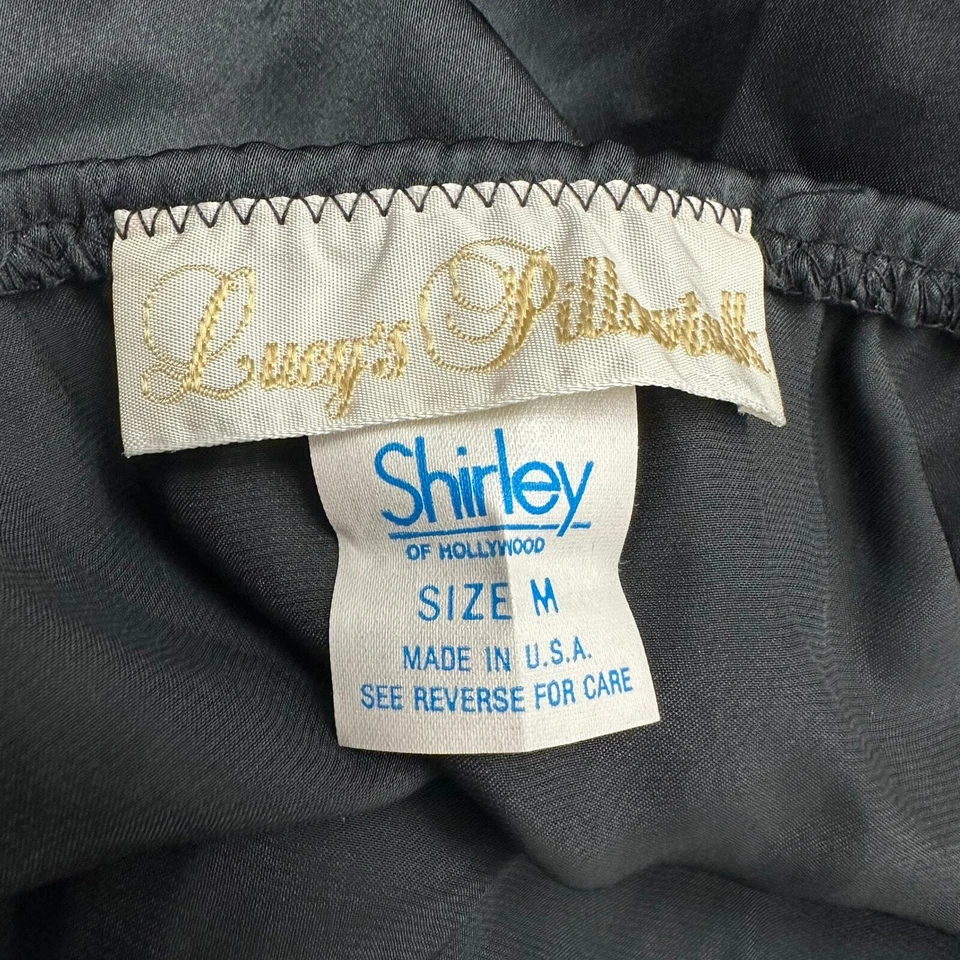 Lucy's Pillowtalk
Shirley
OF HOLLYWOOD
SIZE M
MADE IN U.S.A.
SEE REVERSE FOR CARE